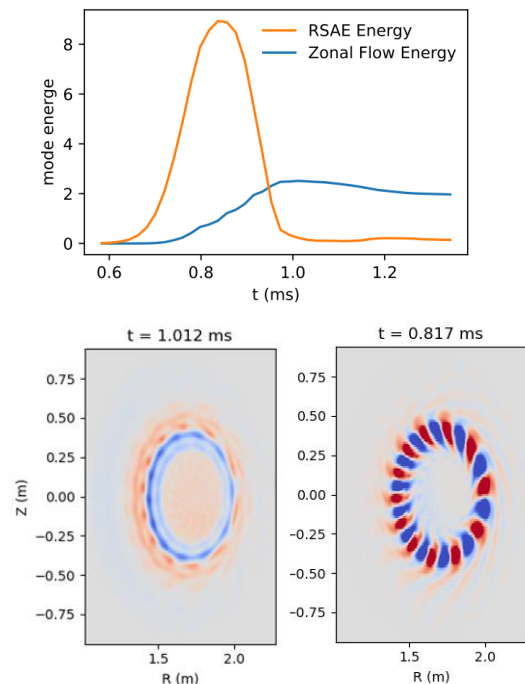 8
6
4
2
0
mode energe
RSAE Energy
Zonal Flow Energy
0.6 0.8 1.0 1.2
t (ms)
t = 1.012 ms
0.75
0.50
0.25
0.00
−0.25
−0.50
−0.75
Z (m)
1.5 2.0
R (m)
t = 0.817 ms
0.75
0.50
0.25
0.00
−0.25
−0.50
−0.75
1.5 2.0
R (m)